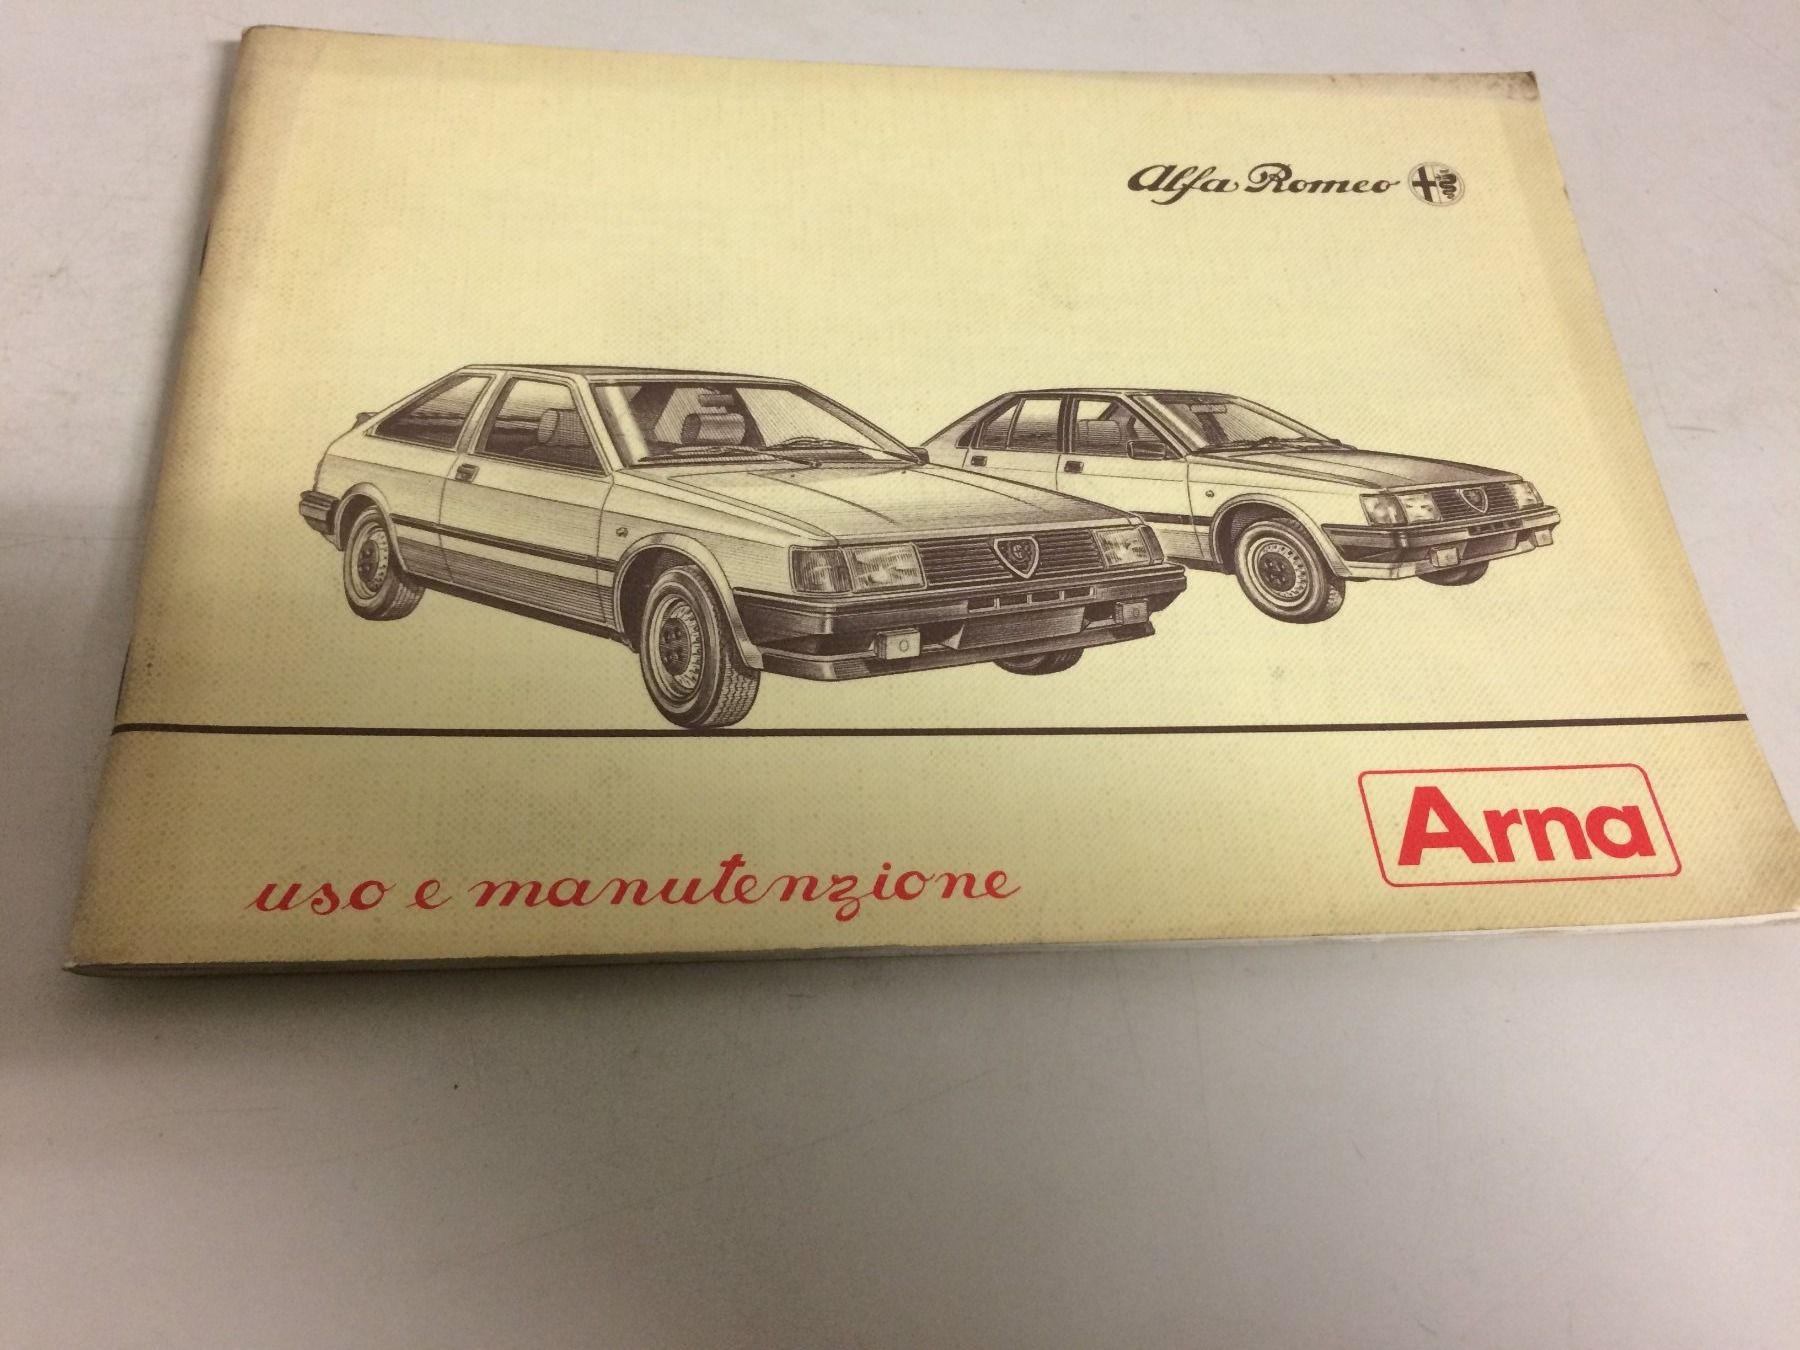 Alfa Romeo
Arna
uso e manutenzione